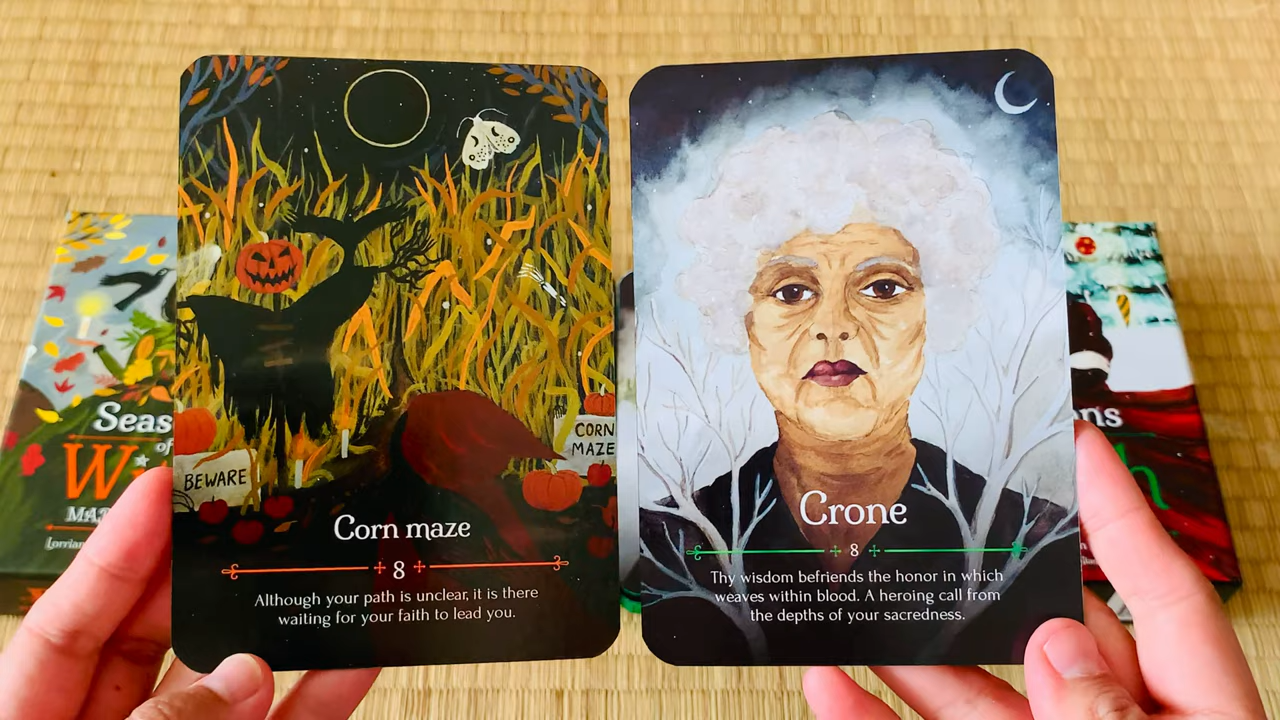 Seas
of
W
BEWARE
CORN
MAZE
Corn maze
8
Although your path is unclear, it is there
waiting for your faith to lead you.
Crone
8
Thy wisdom befriends the honor in which
weaves within blood. A heroing call from
the depths of your sacredness.
ns
h